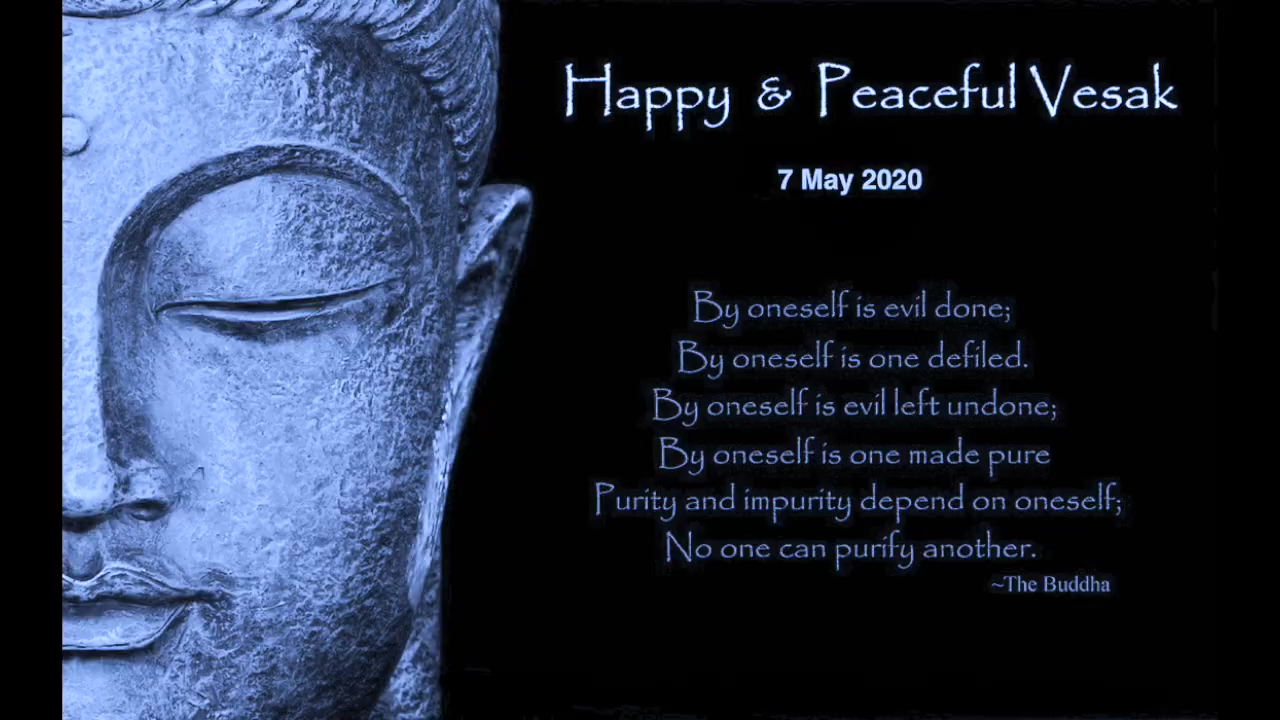 Happy & Peaceful Vesak
7 May 2020
By oneself is evil done;
By oneself is one defiled.
By oneself is evil left undone;
By oneself is one made pure
Purity and impurity depend on oneself;
No one can purify another.
~The Buddha